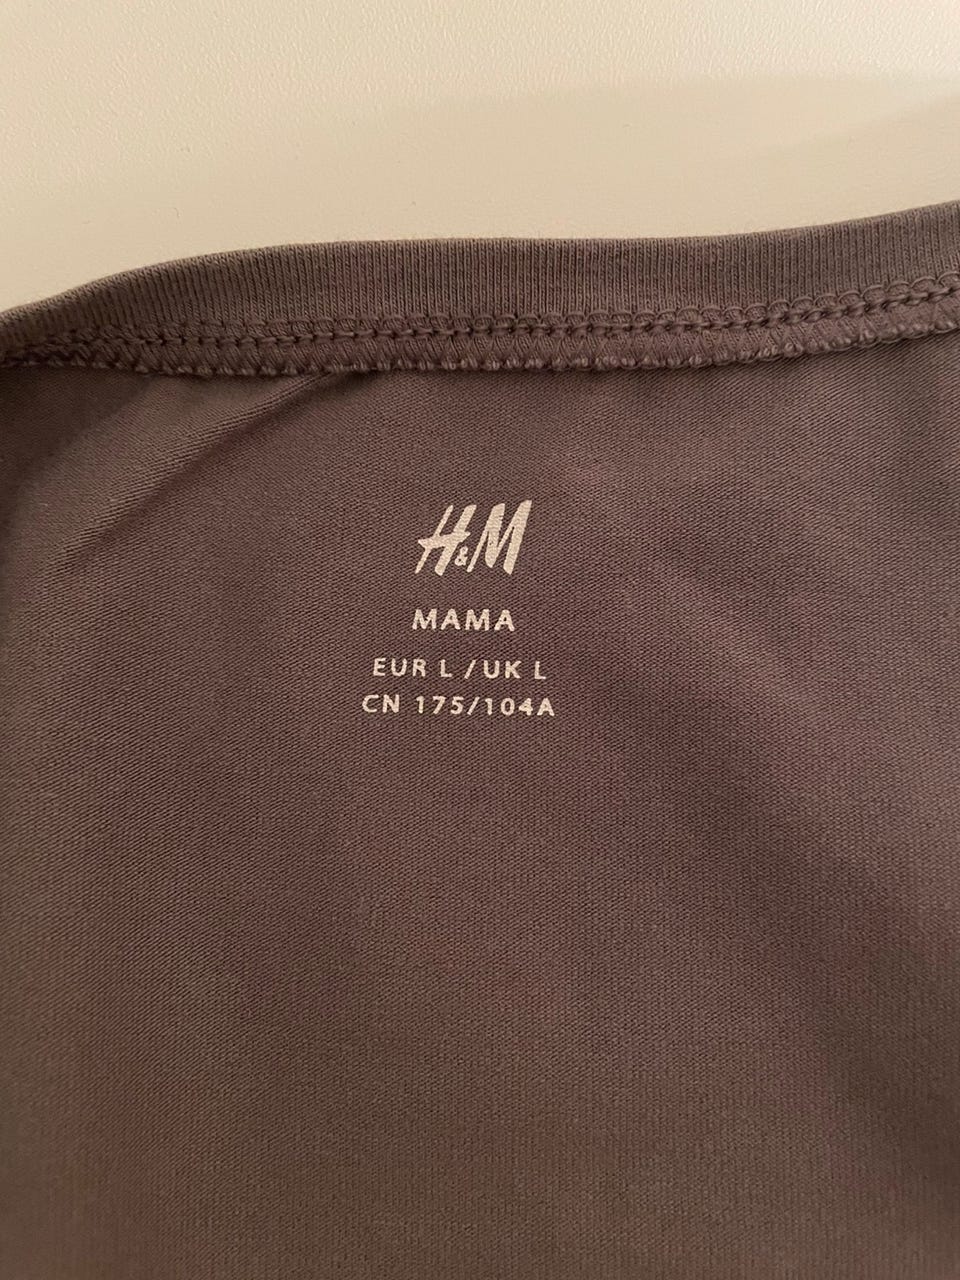 H&M
MAMA
EUR L / UK L
CN 175/104A